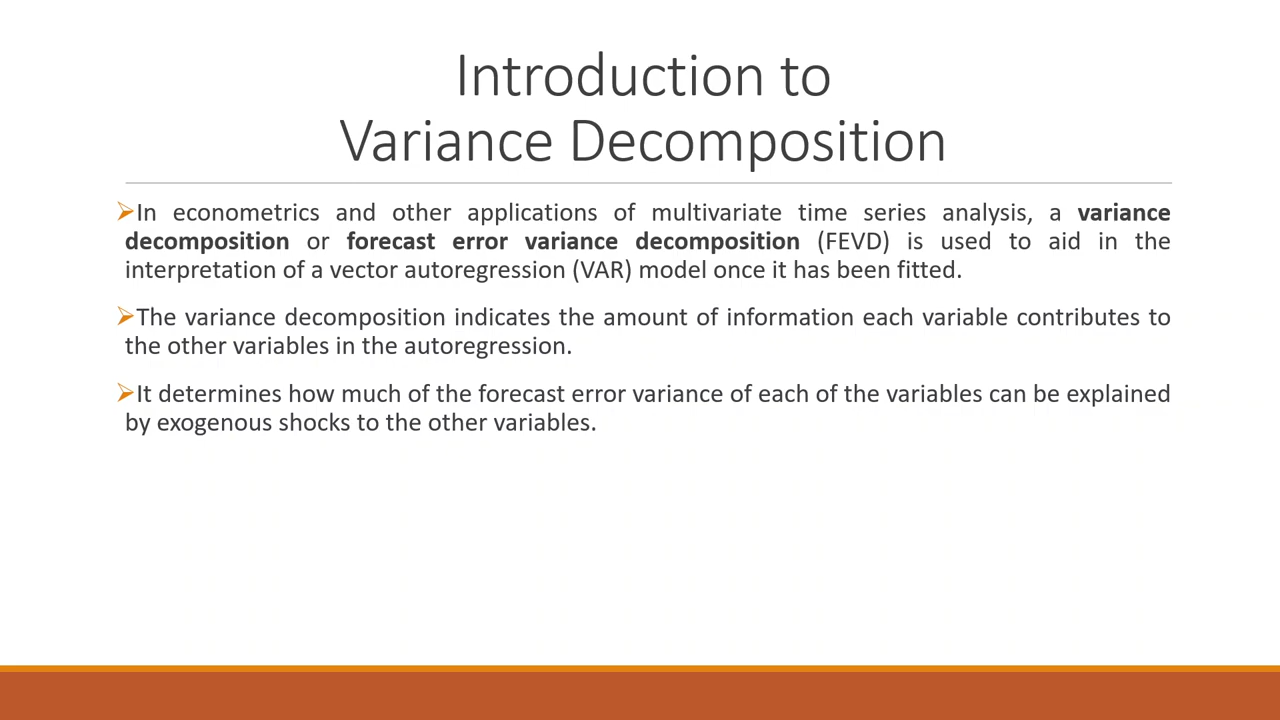 Introduction to
Variance Decomposition
➢In econometrics and other applications of multivariate time series analysis, a variance
decomposition or forecast error variance decomposition (FEVD) is used to aid in the
interpretation of a vector autoregression (VAR) model once it has been fitted.
➢The variance decomposition indicates the amount of information each variable contributes to
the other variables in the autoregression.
➢It determines how much of the forecast error variance of each of the variables can be explained
by exogenous shocks to the other variables.